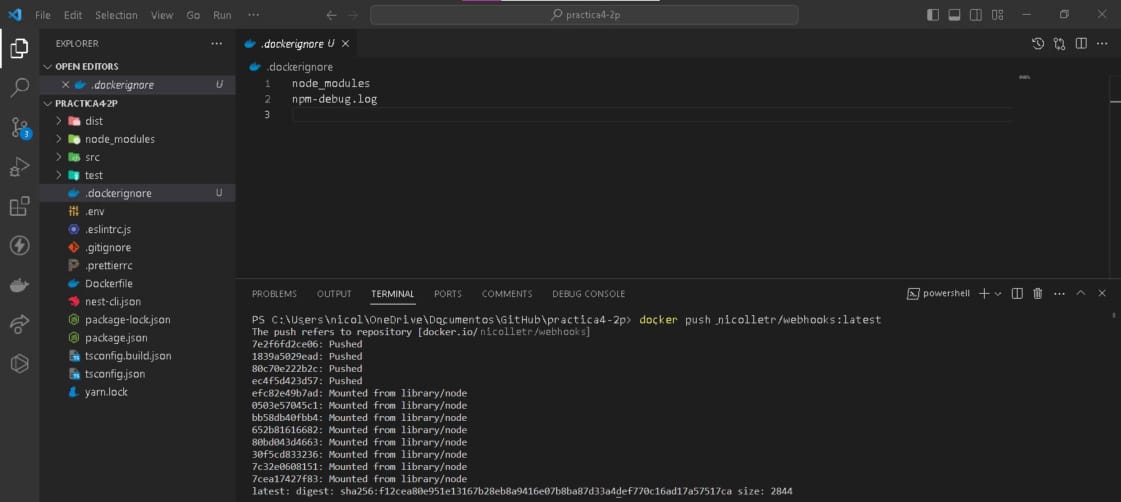 File Edit Selection View Go Run ··· practica4-2p
EXPLORER ···
OPEN EDITORS
.dockerignore U
PRACTICA4-2P
dist
node_modules
src
test
.dockerignore U
.env
.eslintrc.js
.gitignore
.prettierrc
Dockerfile
nest-cli.json
package-lock.json
package.json
tsconfig.build.json
tsconfig.json
yarn.lock
3
.dockerignore U
.dockerignore
1 node_modules
2 npm-debug.log
3
PROBLEMS OUTPUT TERMINAL PORTS COMMENTS DEBUG CONSOLE powershell
PS C:\Users\nicol\OneDrive\Documentos\GitHub\practica4-2p> docker push nicolletr/webhooks:latest
The push refers to repository [docker.io/nicolletr/webhooks]
7e2f6fd2ce06: Pushed
1839a5029ead: Pushed
80c70e222b2c: Pushed
ec4f5d423d57: Pushed
efc82e49b7ad: Mounted from library/node
0503e57045c1: Mounted from library/node
bb58db40fbb4: Mounted from library/node
652b81616682: Mounted from library/node
80bd043d4663: Mounted from library/node
30f5cd833236: Mounted from library/node
7c32e0608151: Mounted from library/node
7cea17427f83: Mounted from library/node
latest: digest: sha256:f12cea80e951e13167b28eb8a9416e07b8ba87d33a4def770c16ad17a57517ca size: 2844